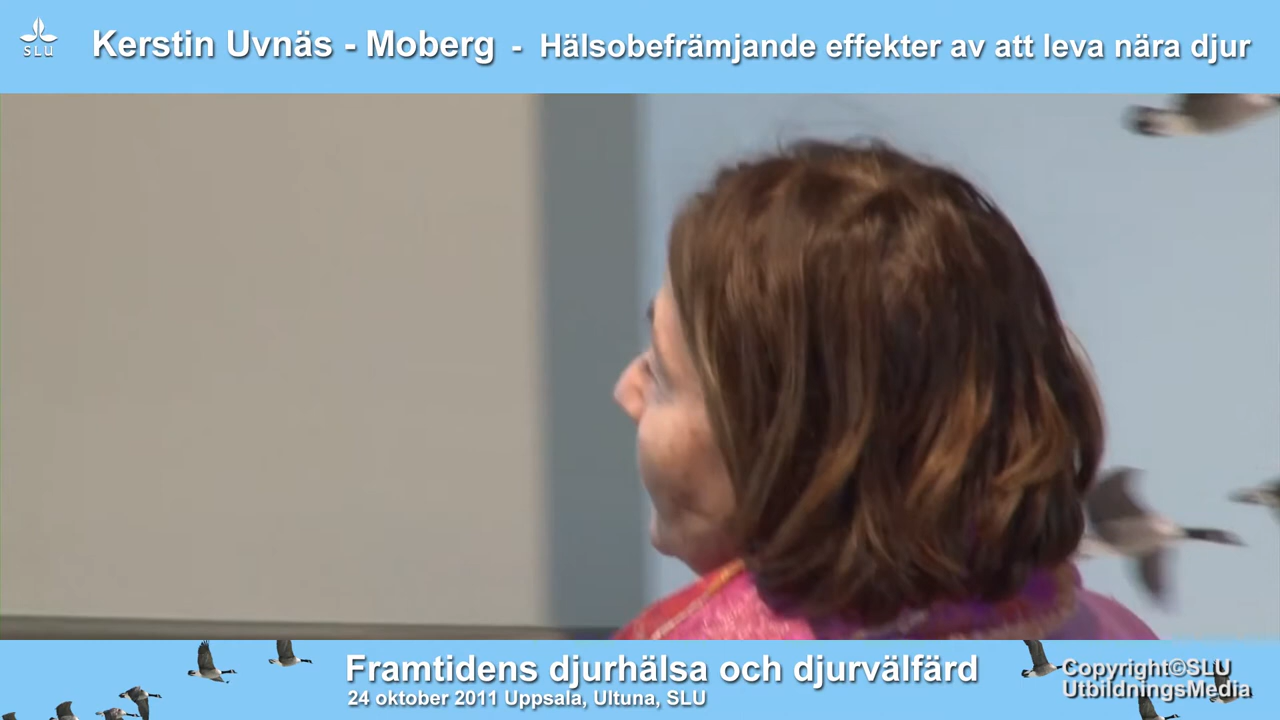 SLU
Kerstin Uvnäs - Moberg - Hälsobefrämjande effekter av att leva nära djur
Framtidens djurhälsa och djurvälfärd
24 oktober 2011 Uppsala, Ultuna, SLU
Copyright©SLU
UtbildningsMedia